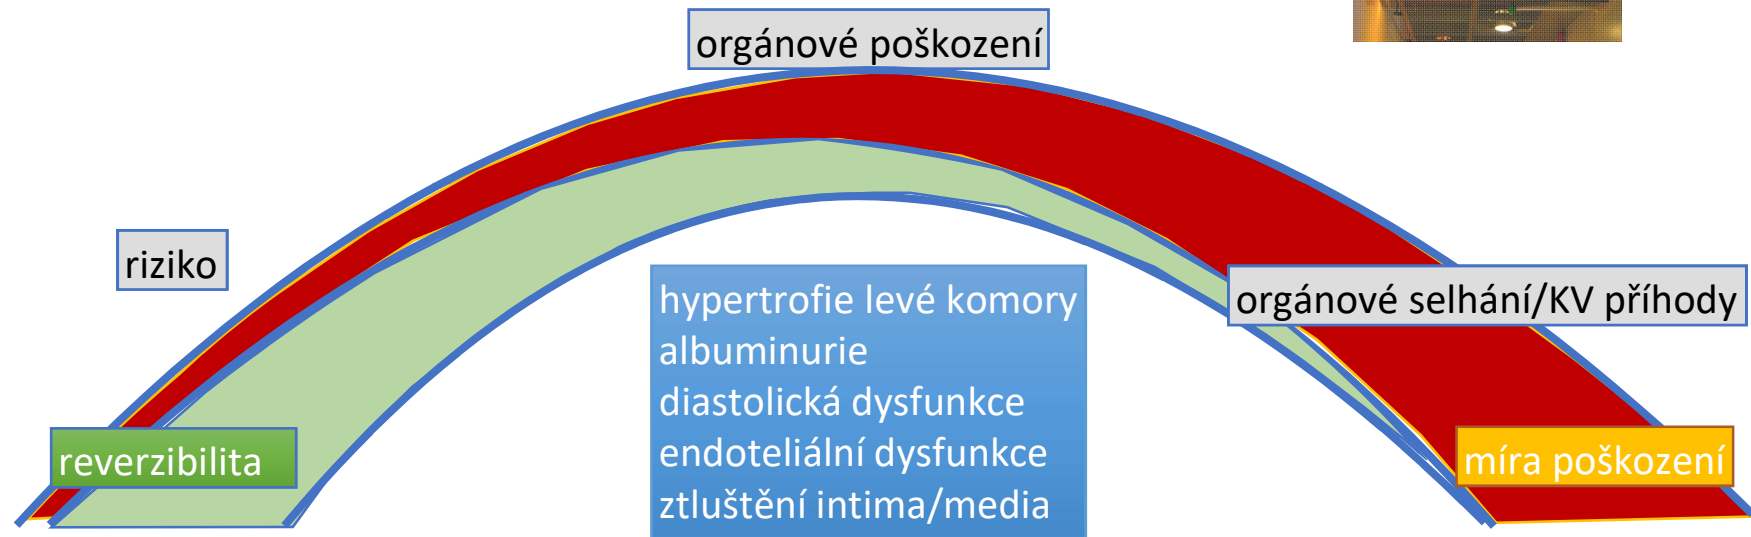 orgánové poškození
riziko
hypertrofie levé komory
albuminurie
diastolická dysfunkce
endoteliální dysfunkce
ztluštění intima/media
orgánové selhání/KV příhody
reverzibilita
míra poškození